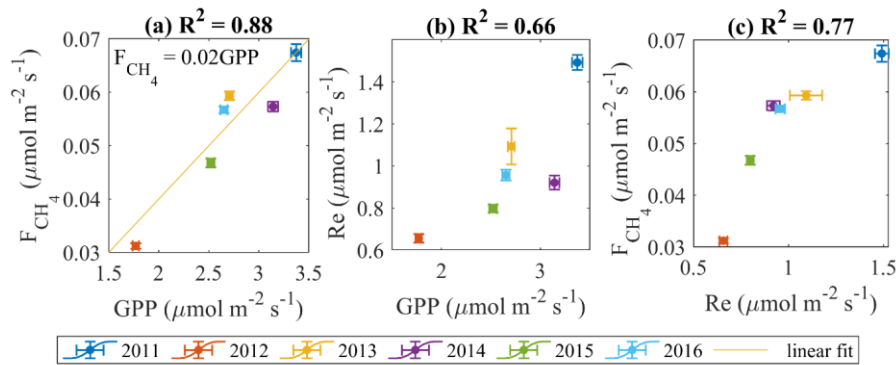 (a) R² = 0.88
F_CH₄ = 0.02GPP
0.07
0.06
0.05
0.04
0.03
F_CH₄ (μmol m⁻² s⁻¹)
1.5 2 2.5 3 3.5
GPP (μmol m⁻² s⁻¹)
(b) R² = 0.66
1.4
1.2
1
0.8
0.6
Re (μmol m⁻² s⁻¹)
2 3
GPP (μmol m⁻² s⁻¹)
(c) R² = 0.77
0.07
0.06
0.05
0.04
0.03
F_CH₄ (μmol m⁻² s⁻¹)
0.5 1 1.5
Re (μmol m⁻² s⁻¹)
2011 2012 2013 2014 2015 2016 linear fit